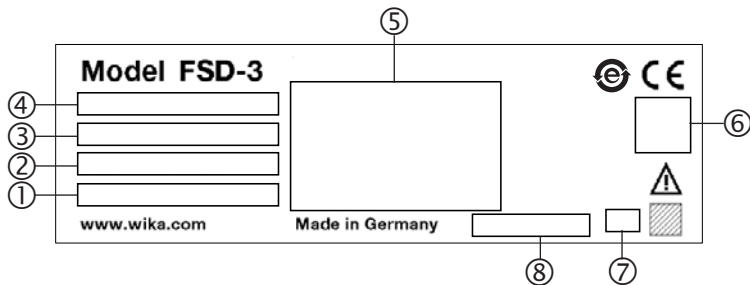 ⑤
Model FSD-3
e CE
④
③
⑥
②
①
www.wika.com Made in Germany
⑧ ⑦